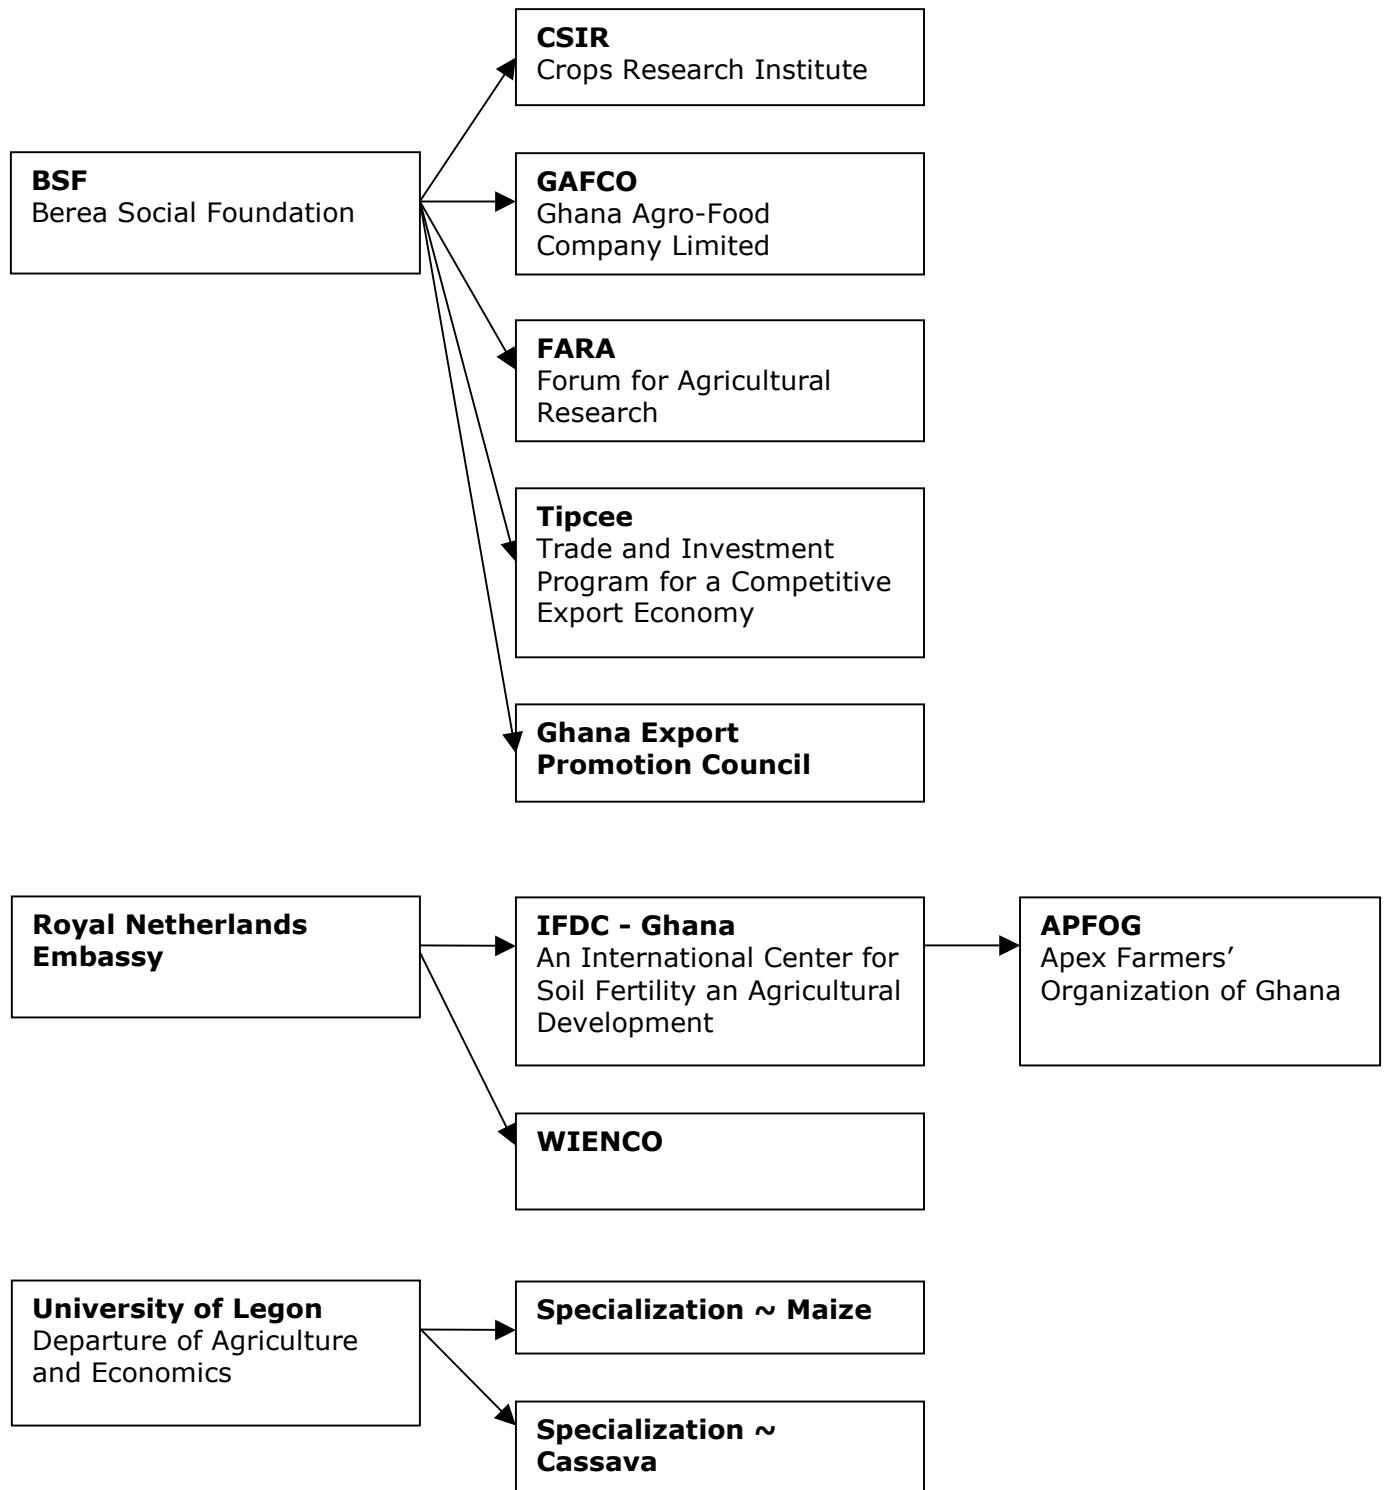 CSIR
Crops Research Institute
BSF
Berea Social Foundation
GAFCO
Ghana Agro-Food
Company Limited
FARA
Forum for Agricultural
Research
Tipcee
Trade and Investment
Program for a Competitive
Export Economy
Ghana Export
Promotion Council
Royal Netherlands
Embassy
IFDC - Ghana
An International Center for
Soil Fertility an Agricultural
Development
APFOG
Apex Farmers’
Organization of Ghana
WIENCO
University of Legon
Departure of Agriculture
and Economics
Specialization ~ Maize
Specialization ~
Cassava